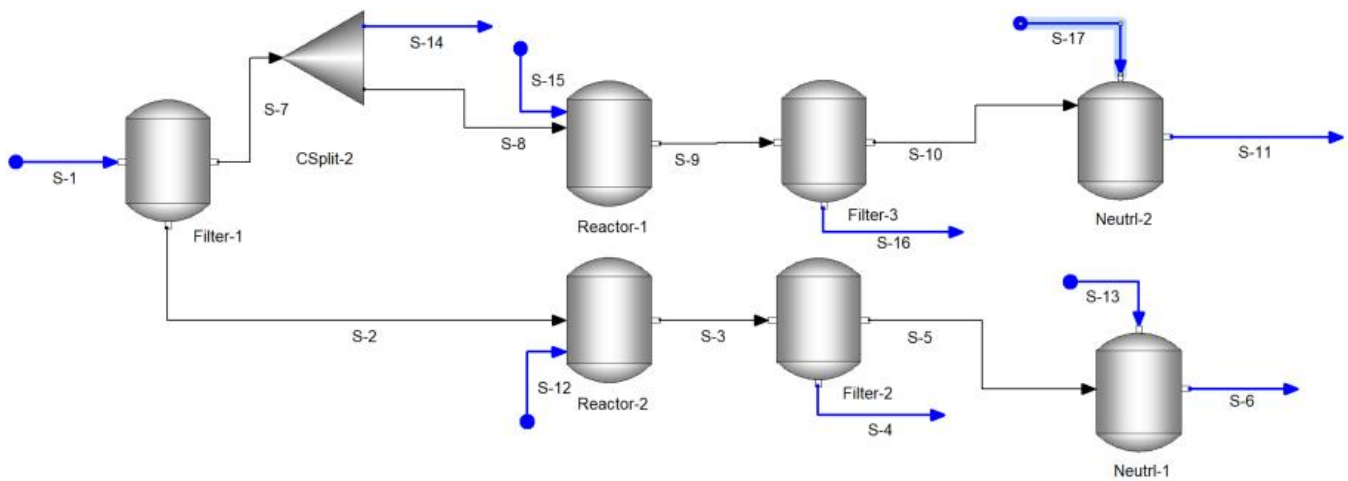 S-14
S-17
S-15
S-7
S-8
CSplit-2
S-9
S-10
S-11
S-1
Filter-1
Reactor-1
Filter-3
S-16
Neutrl-2
S-13
S-2
S-3
S-5
S-12
Reactor-2
Filter-2
S-4
S-6
Neutrl-1